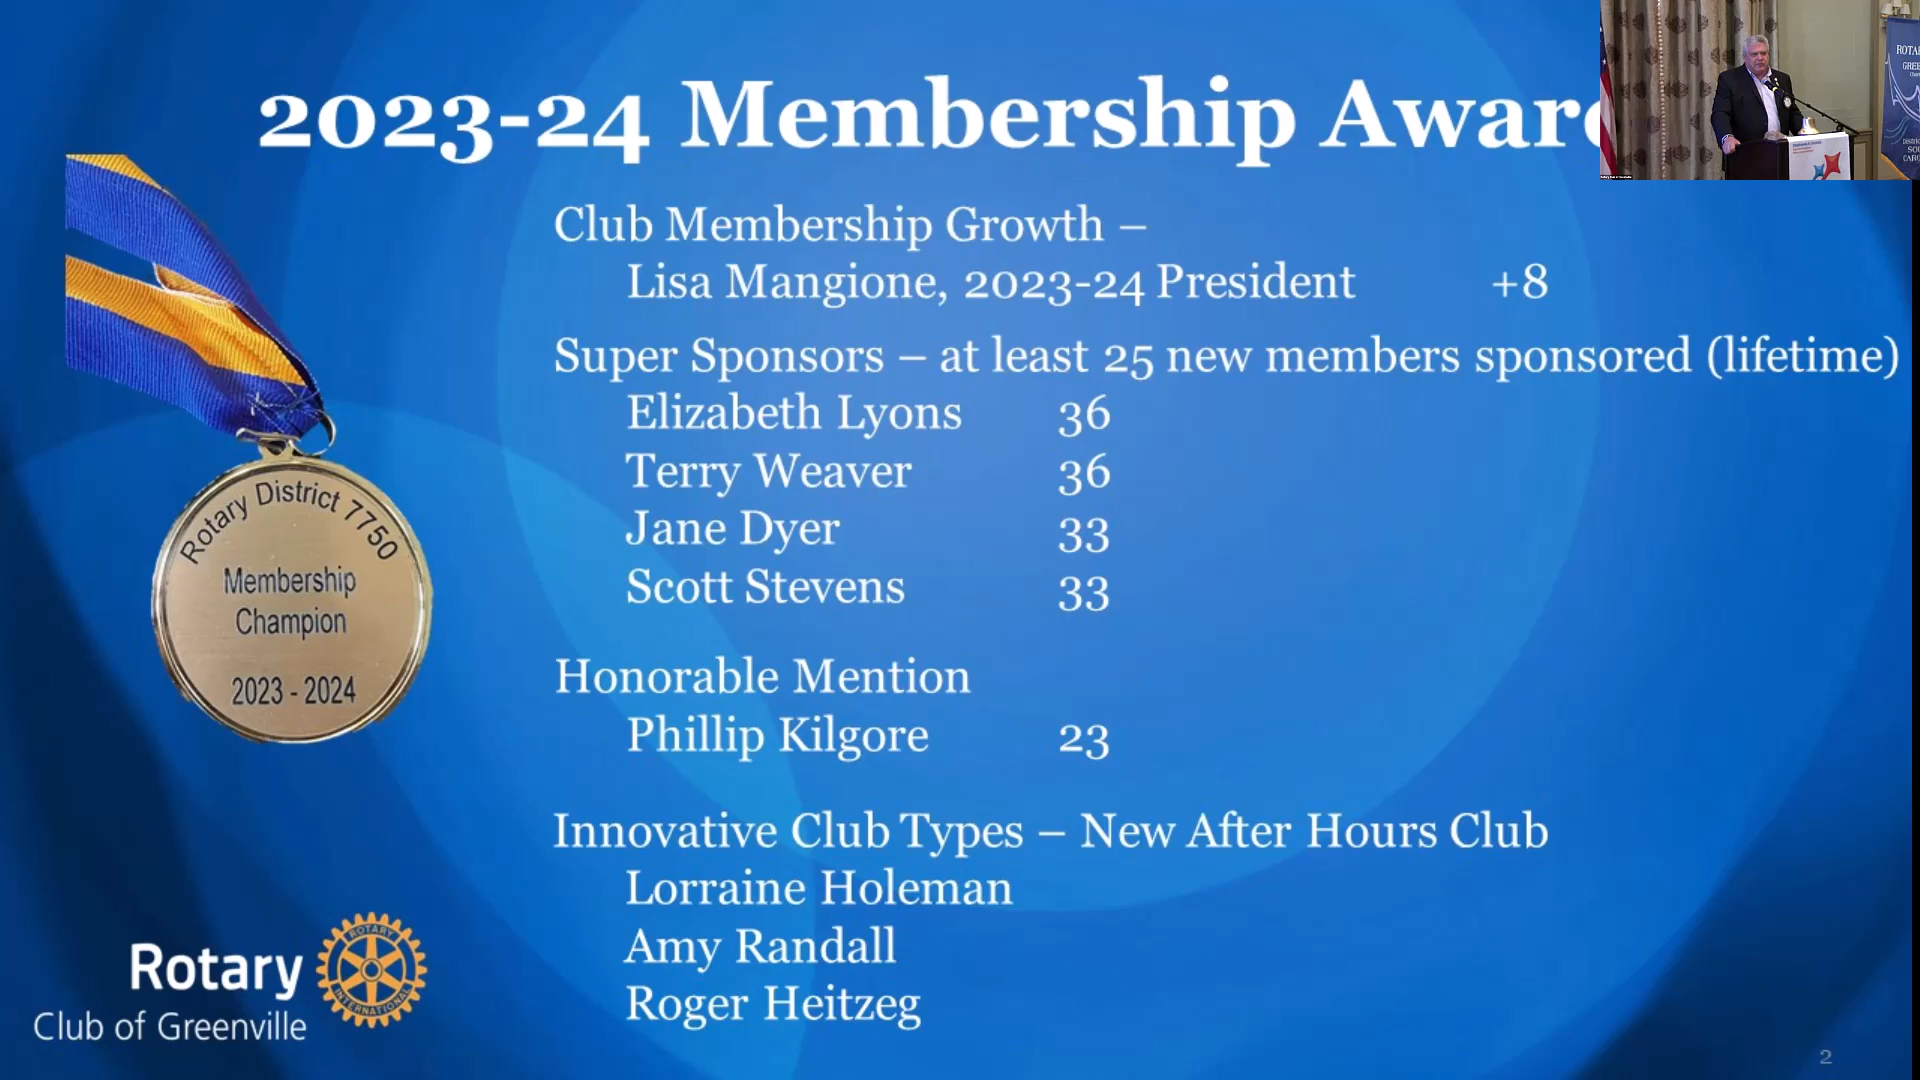 2023-24 Membership Awar
Club Membership Growth –
Lisa Mangione, 2023-24 President +8
Super Sponsors – at least 25 new members sponsored (lifetime)
Elizabeth Lyons 36
Terry Weaver 36
Jane Dyer 33
Scott Stevens 33
Honorable Mention
Phillip Kilgore 23
Innovative Club Types – New After Hours Club
Lorraine Holeman
Amy Randall
Roger Heitzeg
Rotary District 7750
Membership
Champion
2023 - 2024
Rotary
Club of Greenville
ROTARY
INTERNATIONAL
2